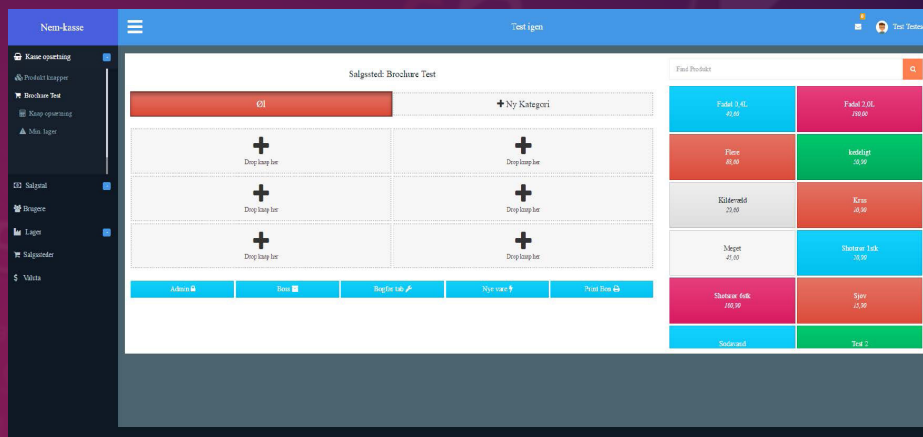 Nem-kasse
Test igen
Test Testes
Kasse opsætning
Produkt knapper
Brochure Test
Knap opsætning
Min. lager
Salgstal
Brugere
Lager
Salgssteder
Valuta
Salgssted: Brochure Test
Øl
Ny Kategori
Drop knap her
Drop knap her
Drop knap her
Drop knap her
Drop knap her
Drop knap her
Admin
Bon
Bogfør tab
Nye vare
Print Bon
Find Produkt
Fadøl 0,4L
40,00
Fadøl 2,0L
190,00
Flere
80,00
kedeligt
50,00
Kildevæld
20,00
Krus
10,00
Meget
45,00
Shotsrør 1stk
20,00
Shotsrør 6stk
100,00
Sjov
15,00
Sodavand
Test 2